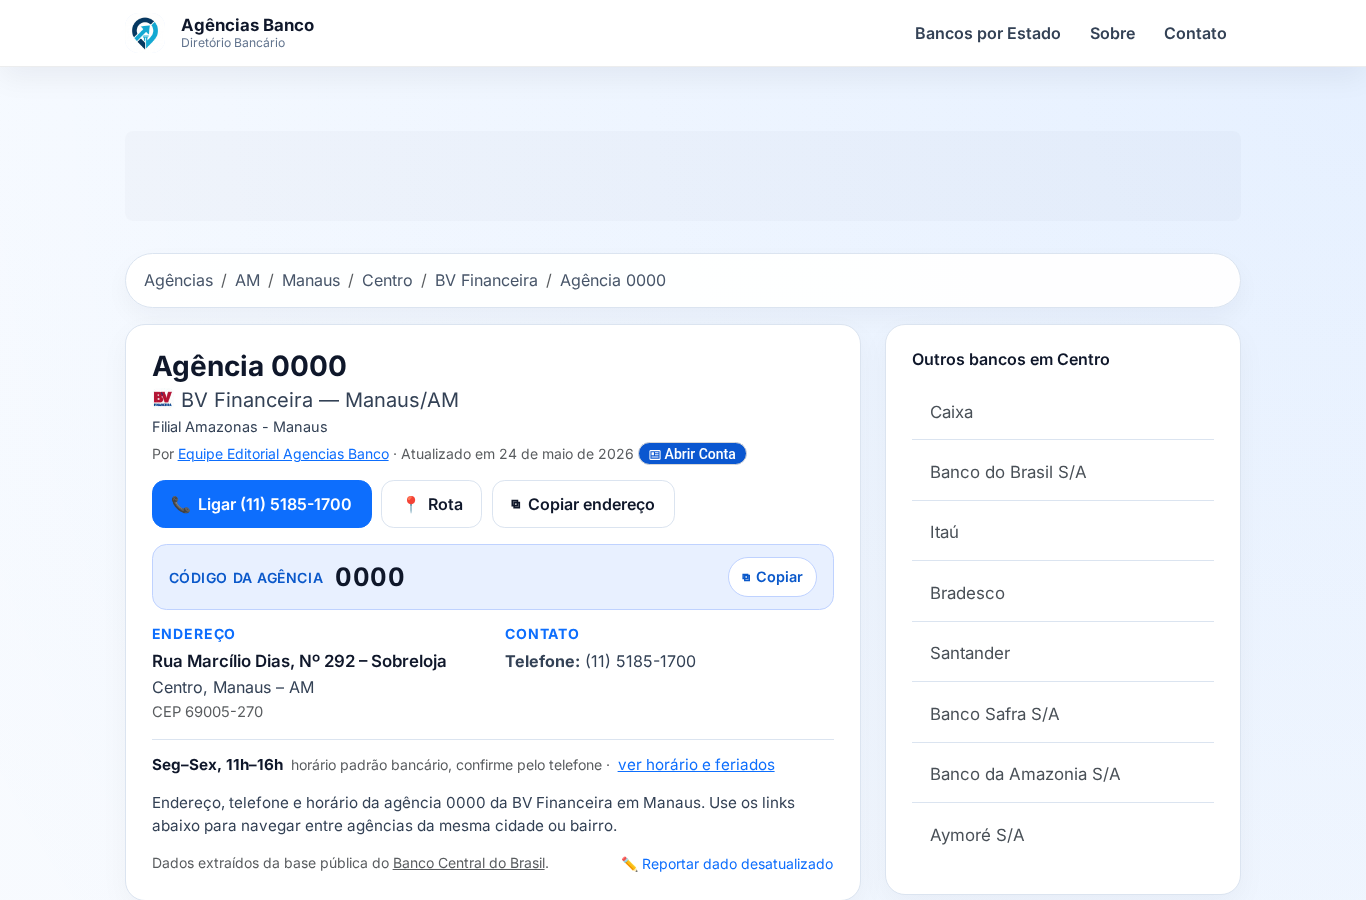 Agências Banco
Diretório Bancário
Bancos por Estado
Sobre
Contato
Agências / AM / Manaus / Centro / BV Financeira / Agência 0000
Agência 0000
BV Financeira — Manaus/AM
Filial Amazonas - Manaus
Por Equipe Editorial Agencias Banco · Atualizado em 24 de maio de 2026 Abrir Conta
Ligar (11) 5185-1700
Rota
Copiar endereço
CÓDIGO DA AGÊNCIA 0000
Copiar
ENDEREÇO
Rua Marcílio Dias, Nº 292 – Sobreloja
Centro, Manaus – AM
CEP 69005-270
CONTATO
Telefone: (11) 5185-1700
Seg–Sex, 11h–16h horário padrão bancário, confirme pelo telefone · ver horário e feriados
Endereço, telefone e horário da agência 0000 da BV Financeira em Manaus. Use os links
abaixo para navegar entre agências da mesma cidade ou bairro.
Dados extraídos da base pública do Banco Central do Brasil.
Reportar dado desatualizado
Outros bancos em Centro
Caixa
Banco do Brasil S/A
Itaú
Bradesco
Santander
Banco Safra S/A
Banco da Amazonia S/A
Aymoré S/A